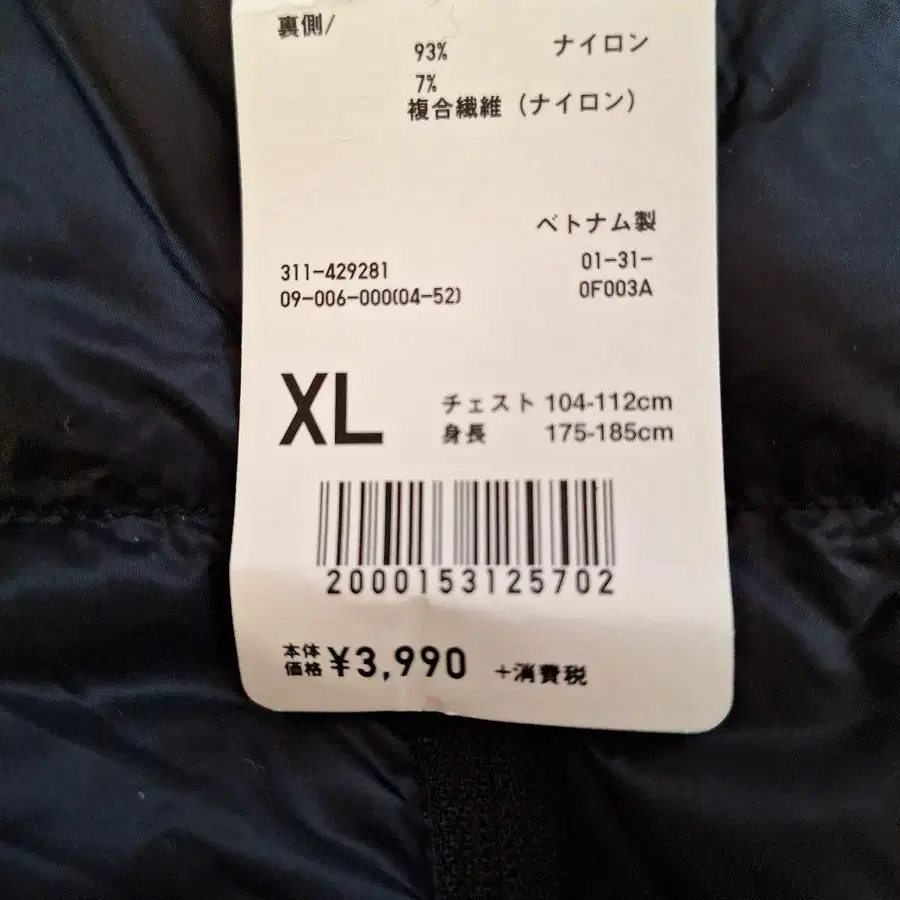 裏側/
93% ナイロン
7%
複合繊維（ナイロン）
ベトナム製
311-429281 01-31-
09-006-000(04-52) 0F003A
XL
チェスト 104-112cm
身長 175-185cm
2000153125702
本体
価格 ¥3,990 +消費税